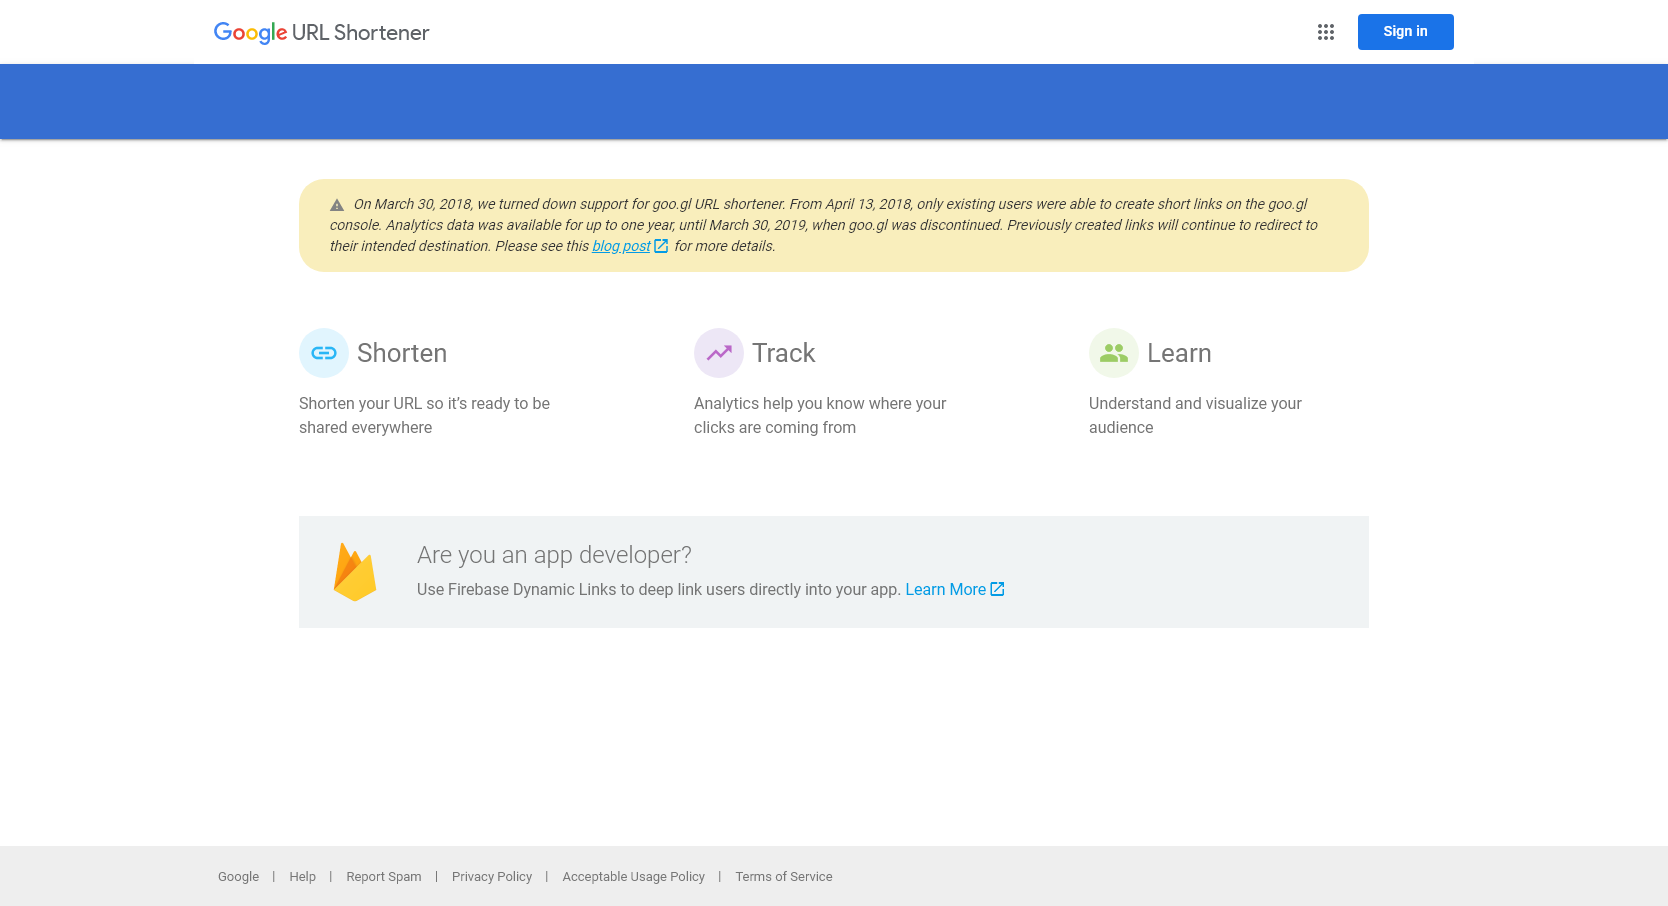 Google URL Shortener
Sign in
On March 30, 2018, we turned down support for goo.gl URL shortener. From April 13, 2018, only existing users were able to create short links on the goo.gl
console. Analytics data was available for up to one year, until March 30, 2019, when goo.gl was discontinued. Previously created links will continue to redirect to
their intended destination. Please see this blog post for more details.
Shorten
Shorten your URL so it’s ready to be
shared everywhere
Track
Analytics help you know where your
clicks are coming from
Learn
Understand and visualize your
audience
Are you an app developer?
Use Firebase Dynamic Links to deep link users directly into your app. Learn More
Google | Help | Report Spam | Privacy Policy | Acceptable Usage Policy | Terms of Service